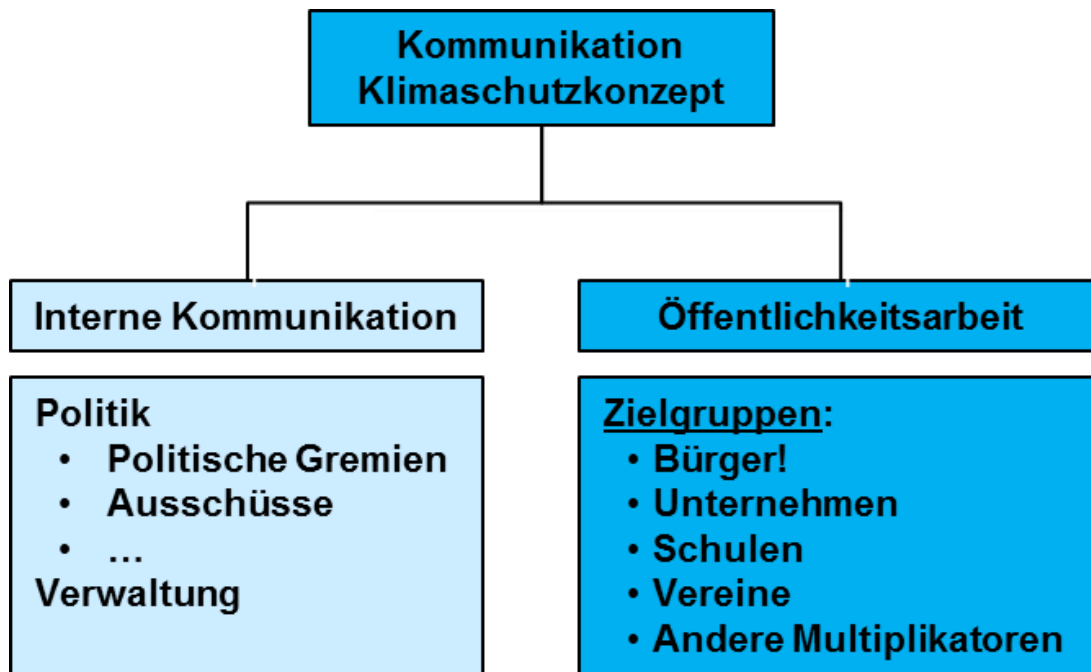 Kommunikation
Klimaschutzkonzept
Interne Kommunikation
Politik
• Politische Gremien
• Ausschüsse
• ...
Verwaltung
Öffentlichkeitsarbeit
Zielgruppen:
• Bürger!
• Unternehmen
• Schulen
• Vereine
• Andere Multiplikatoren